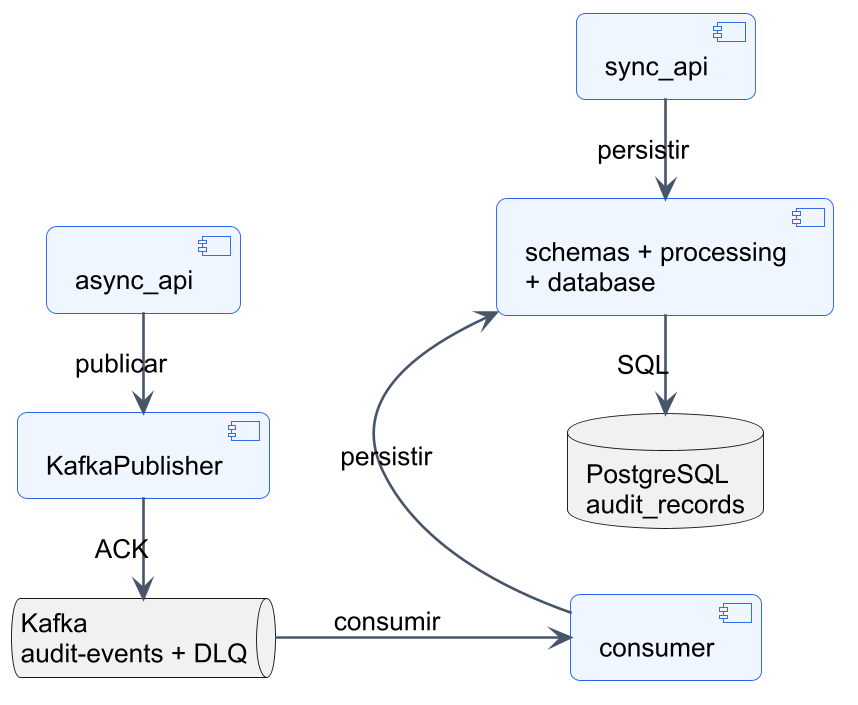 sync_api
persistir
schemas + processing
+ database
async_api
publicar
SQL
KafkaPublisher
persistir
PostgreSQL
audit_records
ACK
Kafka
audit-events + DLQ
consumir
consumer